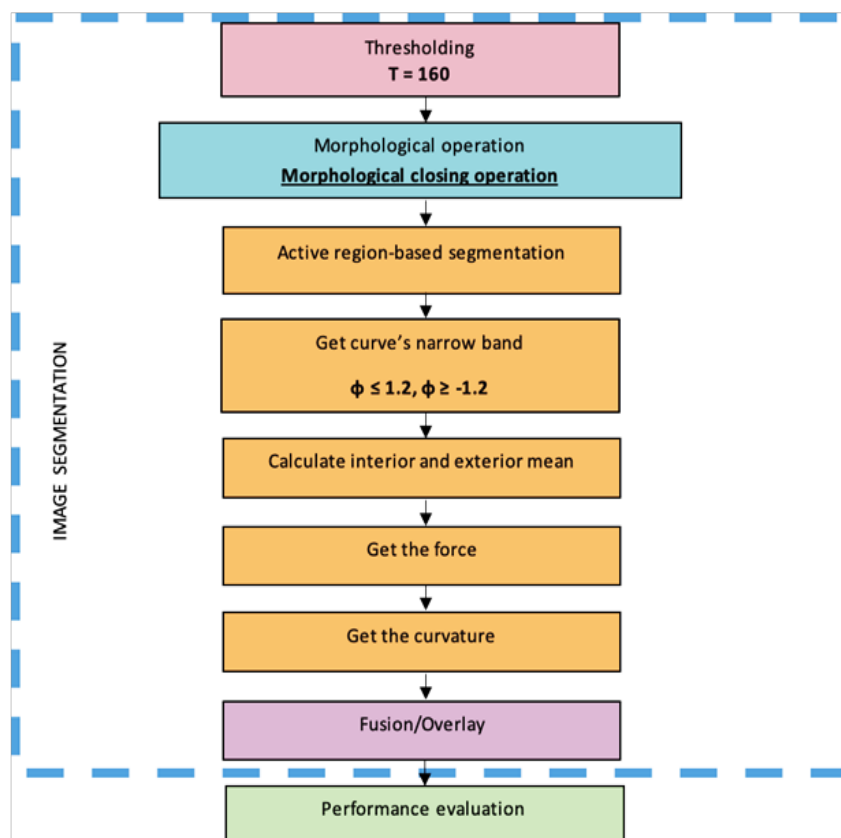 Thresholding
T = 160
Morphological operation
Morphological closing operation
Active region-based segmentation
Get curve's narrow band
ϕ ≤ 1.2, ϕ ≥ -1.2
Calculate interior and exterior mean
Get the force
Get the curvature
Fusion/Overlay
Performance evaluation
IMAGE SEGMENTATION